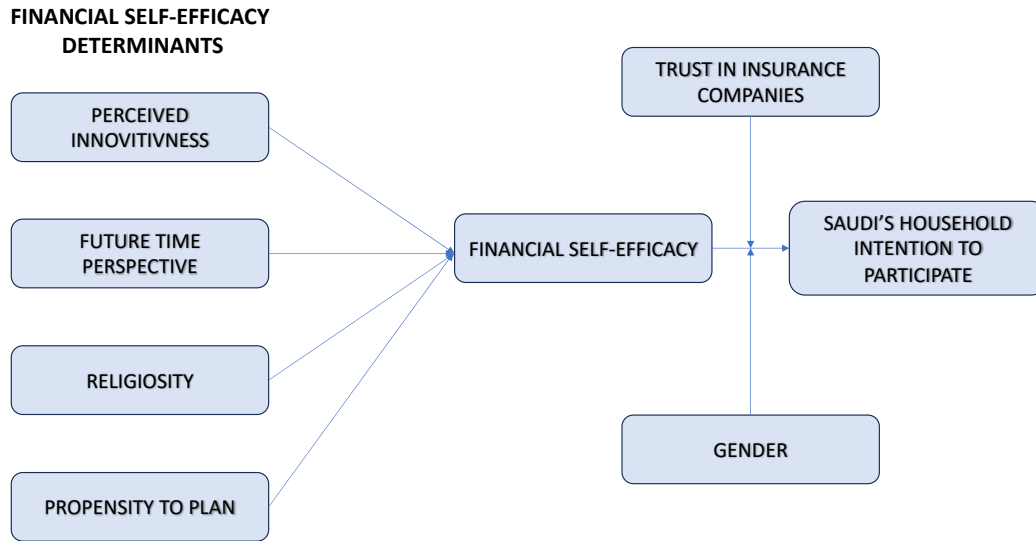 FINANCIAL SELF-EFFICACY
DETERMINANTS
PERCEIVED
INNOVITIVNESS
FUTURE TIME
PERSPECTIVE
RELIGIOSITY
PROPENSITY TO PLAN
FINANCIAL SELF-EFFICACY
TRUST IN INSURANCE
COMPANIES
GENDER
SAUDI’S HOUSEHOLD
INTENTION TO
PARTICIPATE